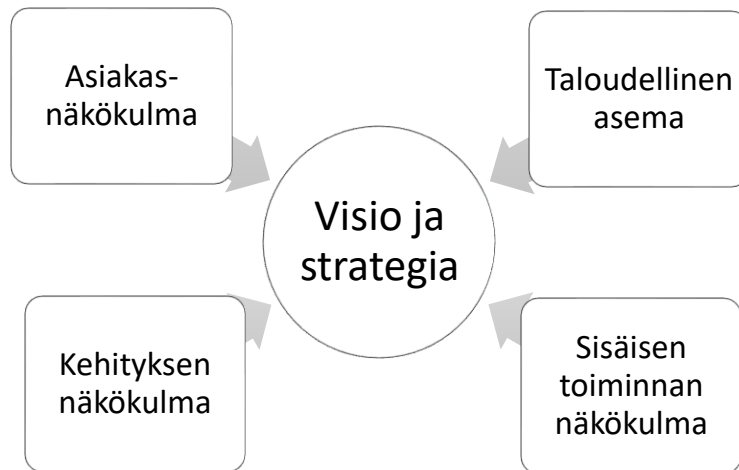 Asiakas-
näkökulma
Taloudellinen
asema
Visio ja
strategia
Kehityksen
näkökulma
Sisäisen
toiminnan
näkökulma